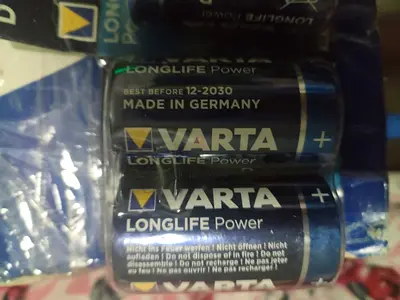 D
LONGLIFE
VARTA
LONGLIFE Power
BEST BEFORE 12-2030
MADE IN GERMANY
VARTA +
LONGLIFE Power
VARTA +
LONGLIFE Power
Nicht ins Feuer werfen ! Nicht öffnen ! Nicht
aufladen ! Do not dispose of in fire ! Do not
disassemble ! Do not recharge ! Ne pas jeter
au feu ! Ne pas ouvrir ! Ne pas recharger !